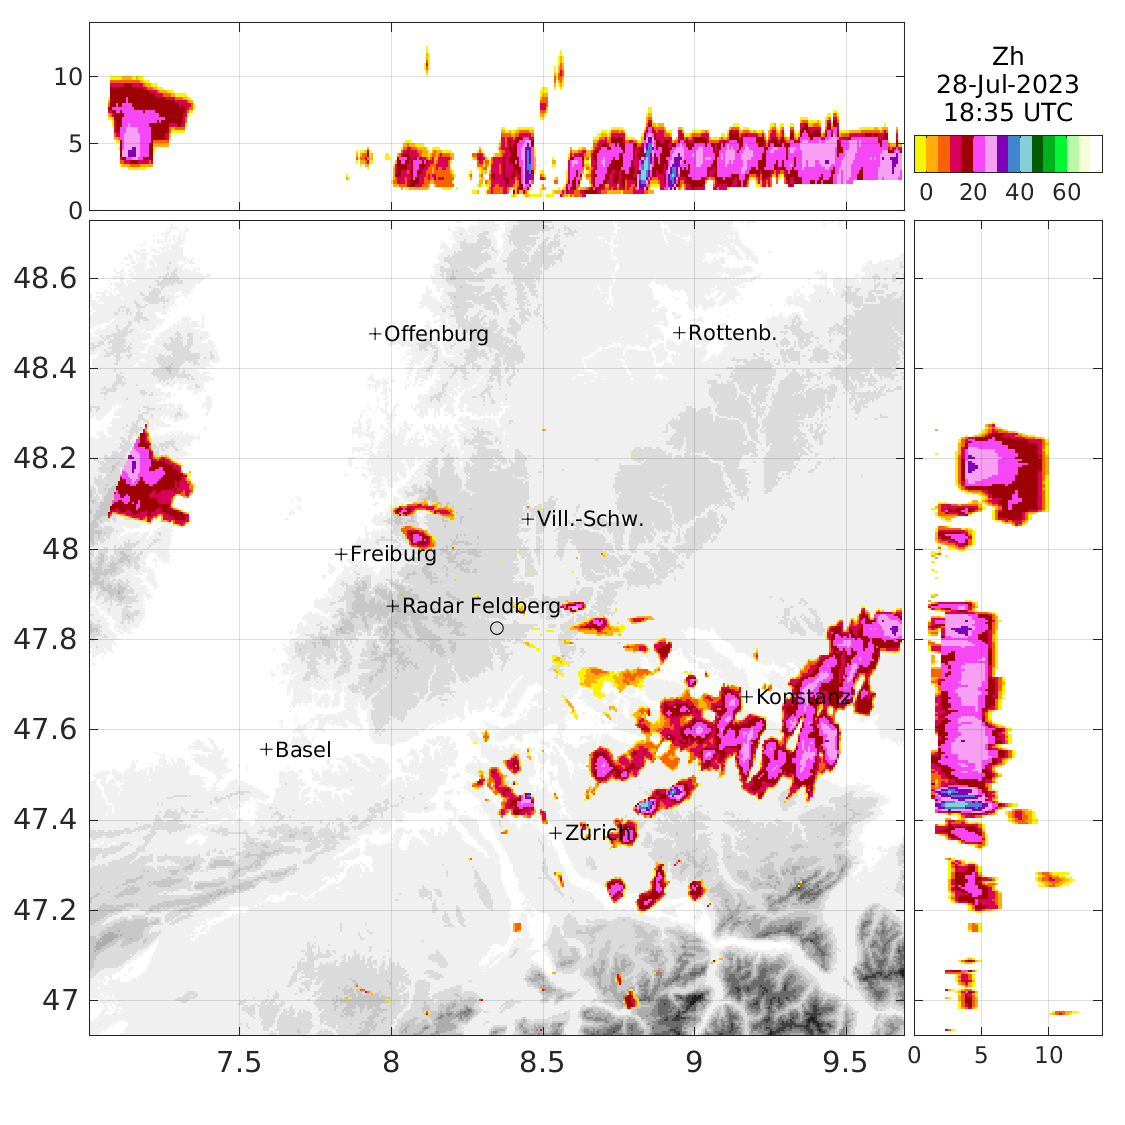 10
5
0
Zh
28-Jul-2023
18:35 UTC
0 20 40 60
48.6
48.4
48.2
48
47.8
47.6
47.4
47.2
47
Offenburg
Rottenb.
Vill.-Schw.
Freiburg
Radar Feldberg
Konstanz
Basel
Zürich
7.5 8 8.5 9 9.5
0 5 10